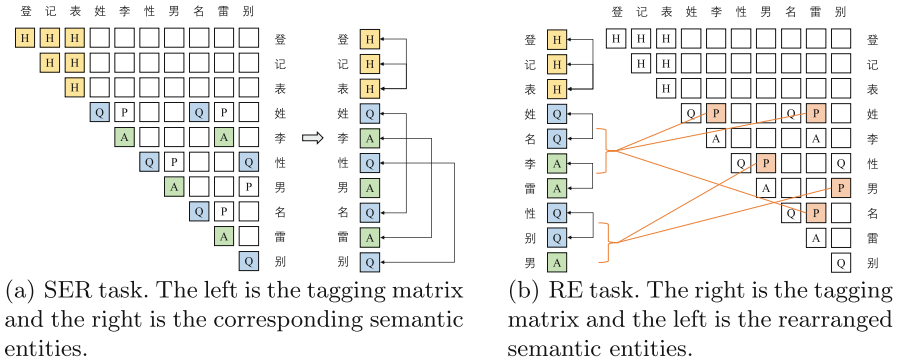 登 记 表 姓 李 性 男 名 雷 别
H H H 登
H H 记
H 表
Q P Q P 姓
A A 李
Q P Q 性
A P 男
Q P 名
A 雷
Q 别
登 H
记 H
表 H
姓 Q
李 A
性 Q
男 A
名 Q
雷 A
别 Q
(a) SER task. The left is the tagging matrix
and the right is the corresponding semantic
entities.
登 H
记 H
表 H
姓 Q
名 Q
李 A
雷 A
性 Q
别 Q
男 A
登 记 表 姓 李 性 男 名 雷 别
H H H 登
H H 记
H 表
Q P Q P 姓
A A 李
Q P Q 性
A P 男
Q P 名
A 雷
Q 别
(b) RE task. The right is the tagging
matrix and the left is the rearranged
semantic entities.